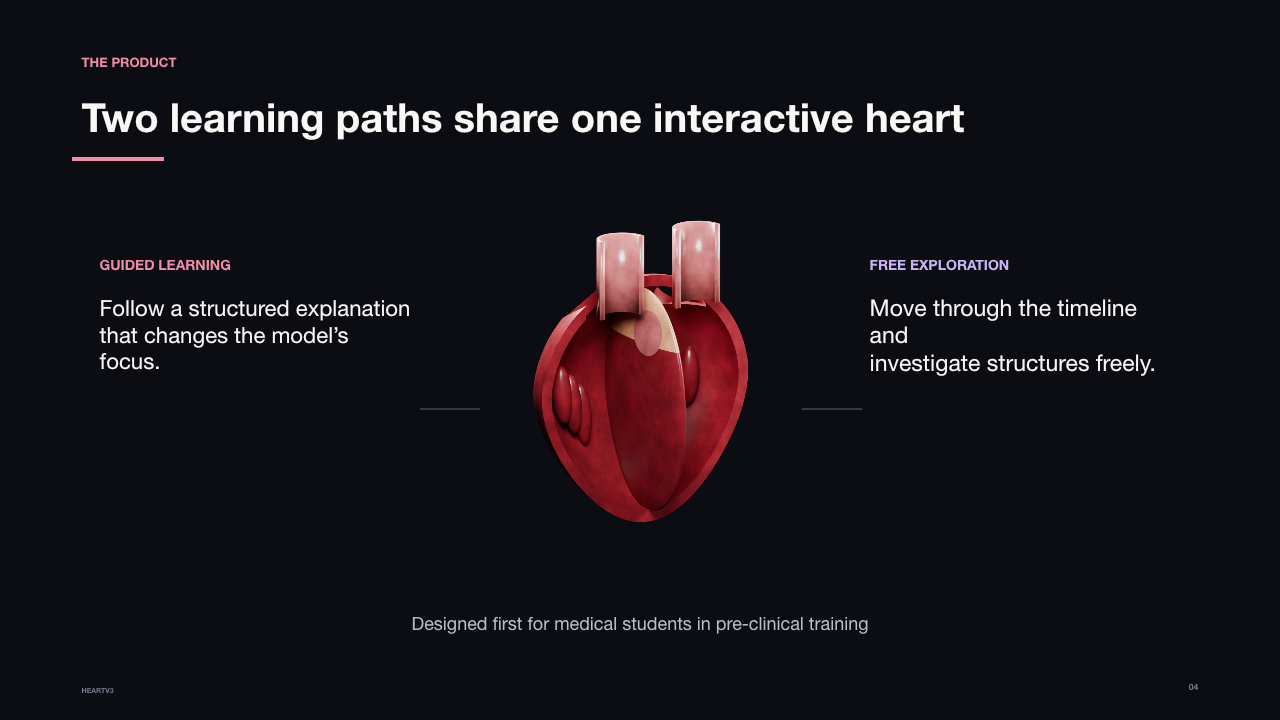 THE PRODUCT
Two learning paths share one interactive heart
GUIDED LEARNING
Follow a structured explanation
that changes the model’s
focus.
FREE EXPLORATION
Move through the timeline
and
investigate structures freely.
Designed first for medical students in pre-clinical training
HEARTV3
04